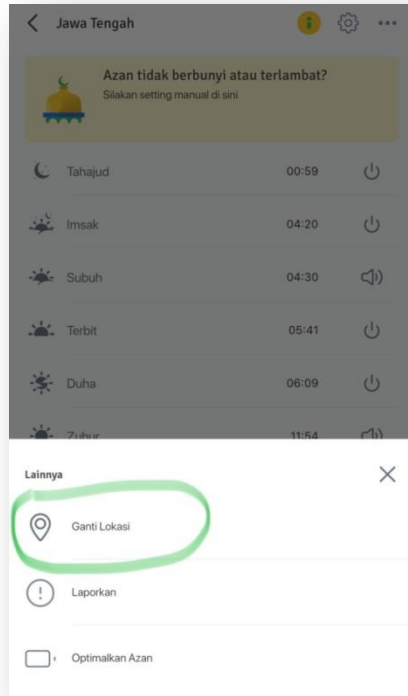 Jawa Tengah
Azan tidak berbunyi atau terlambat?
Silakan setting manual di sini
Tahajud 00:59
Imsak 04:20
Subuh 04:30
Terbit 05:41
Duha 06:09
Zuhur 11:54
Lainnya
Ganti Lokasi
Laporkan
Optimalkan Azan